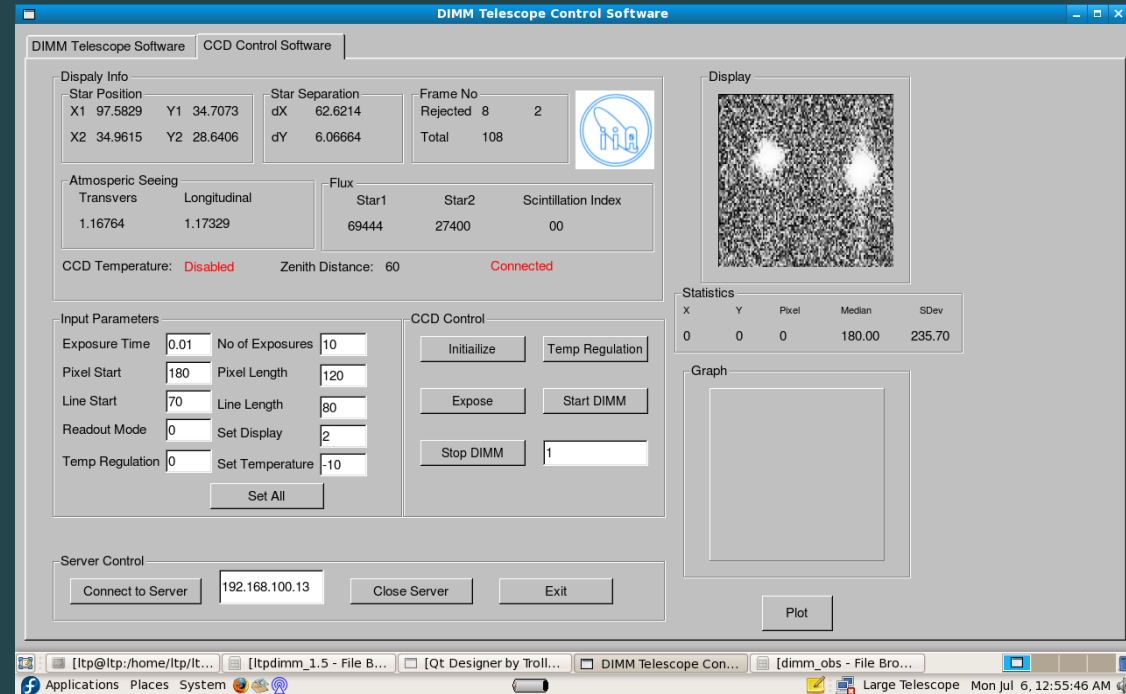 DIMM Telescope Control Software
DIMM Telescope Software CCD Control Software
Dispaly Info
Star Position
X1 97.5829 Y1 34.7073
X2 34.9615 Y2 28.6406
Star Separation
dX 62.6214
dY 6.06664
Frame No
Rejected 8 2
Total 108
iiA
Atmosperic Seeing
Transvers Longitudinal
1.16764 1.17329
Flux
Star1 Star2 Scintillation Index
69444 27400 00
CCD Temperature: Disabled Zenith Distance: 60 Connected
Display
Statistics
X Y Pixel Median SDev
0 0 0 180.00 235.70
Input Parameters
Exposure Time 0.01 No of Exposures 10
Pixel Start 180 Pixel Length 120
Line Start 70 Line Length 80
Readout Mode 0 Set Display 2
Temp Regulation 0 Set Temperature -10
Set All
CCD Control
Initiailize Temp Regulation
Expose Start DIMM
Stop DIMM 1
Graph
Plot
Server Control
Connect to Server 192.168.100.13 Close Server Exit
[ltp@ltp:/home/ltp/lt... [ltpdimm_1.5 - File B... [Qt Designer by Troll... DIMM Telescope Con... [dimm_obs - File Bro...
Applications Places System Large Telescope Mon Jul 6, 12:55:46 AM